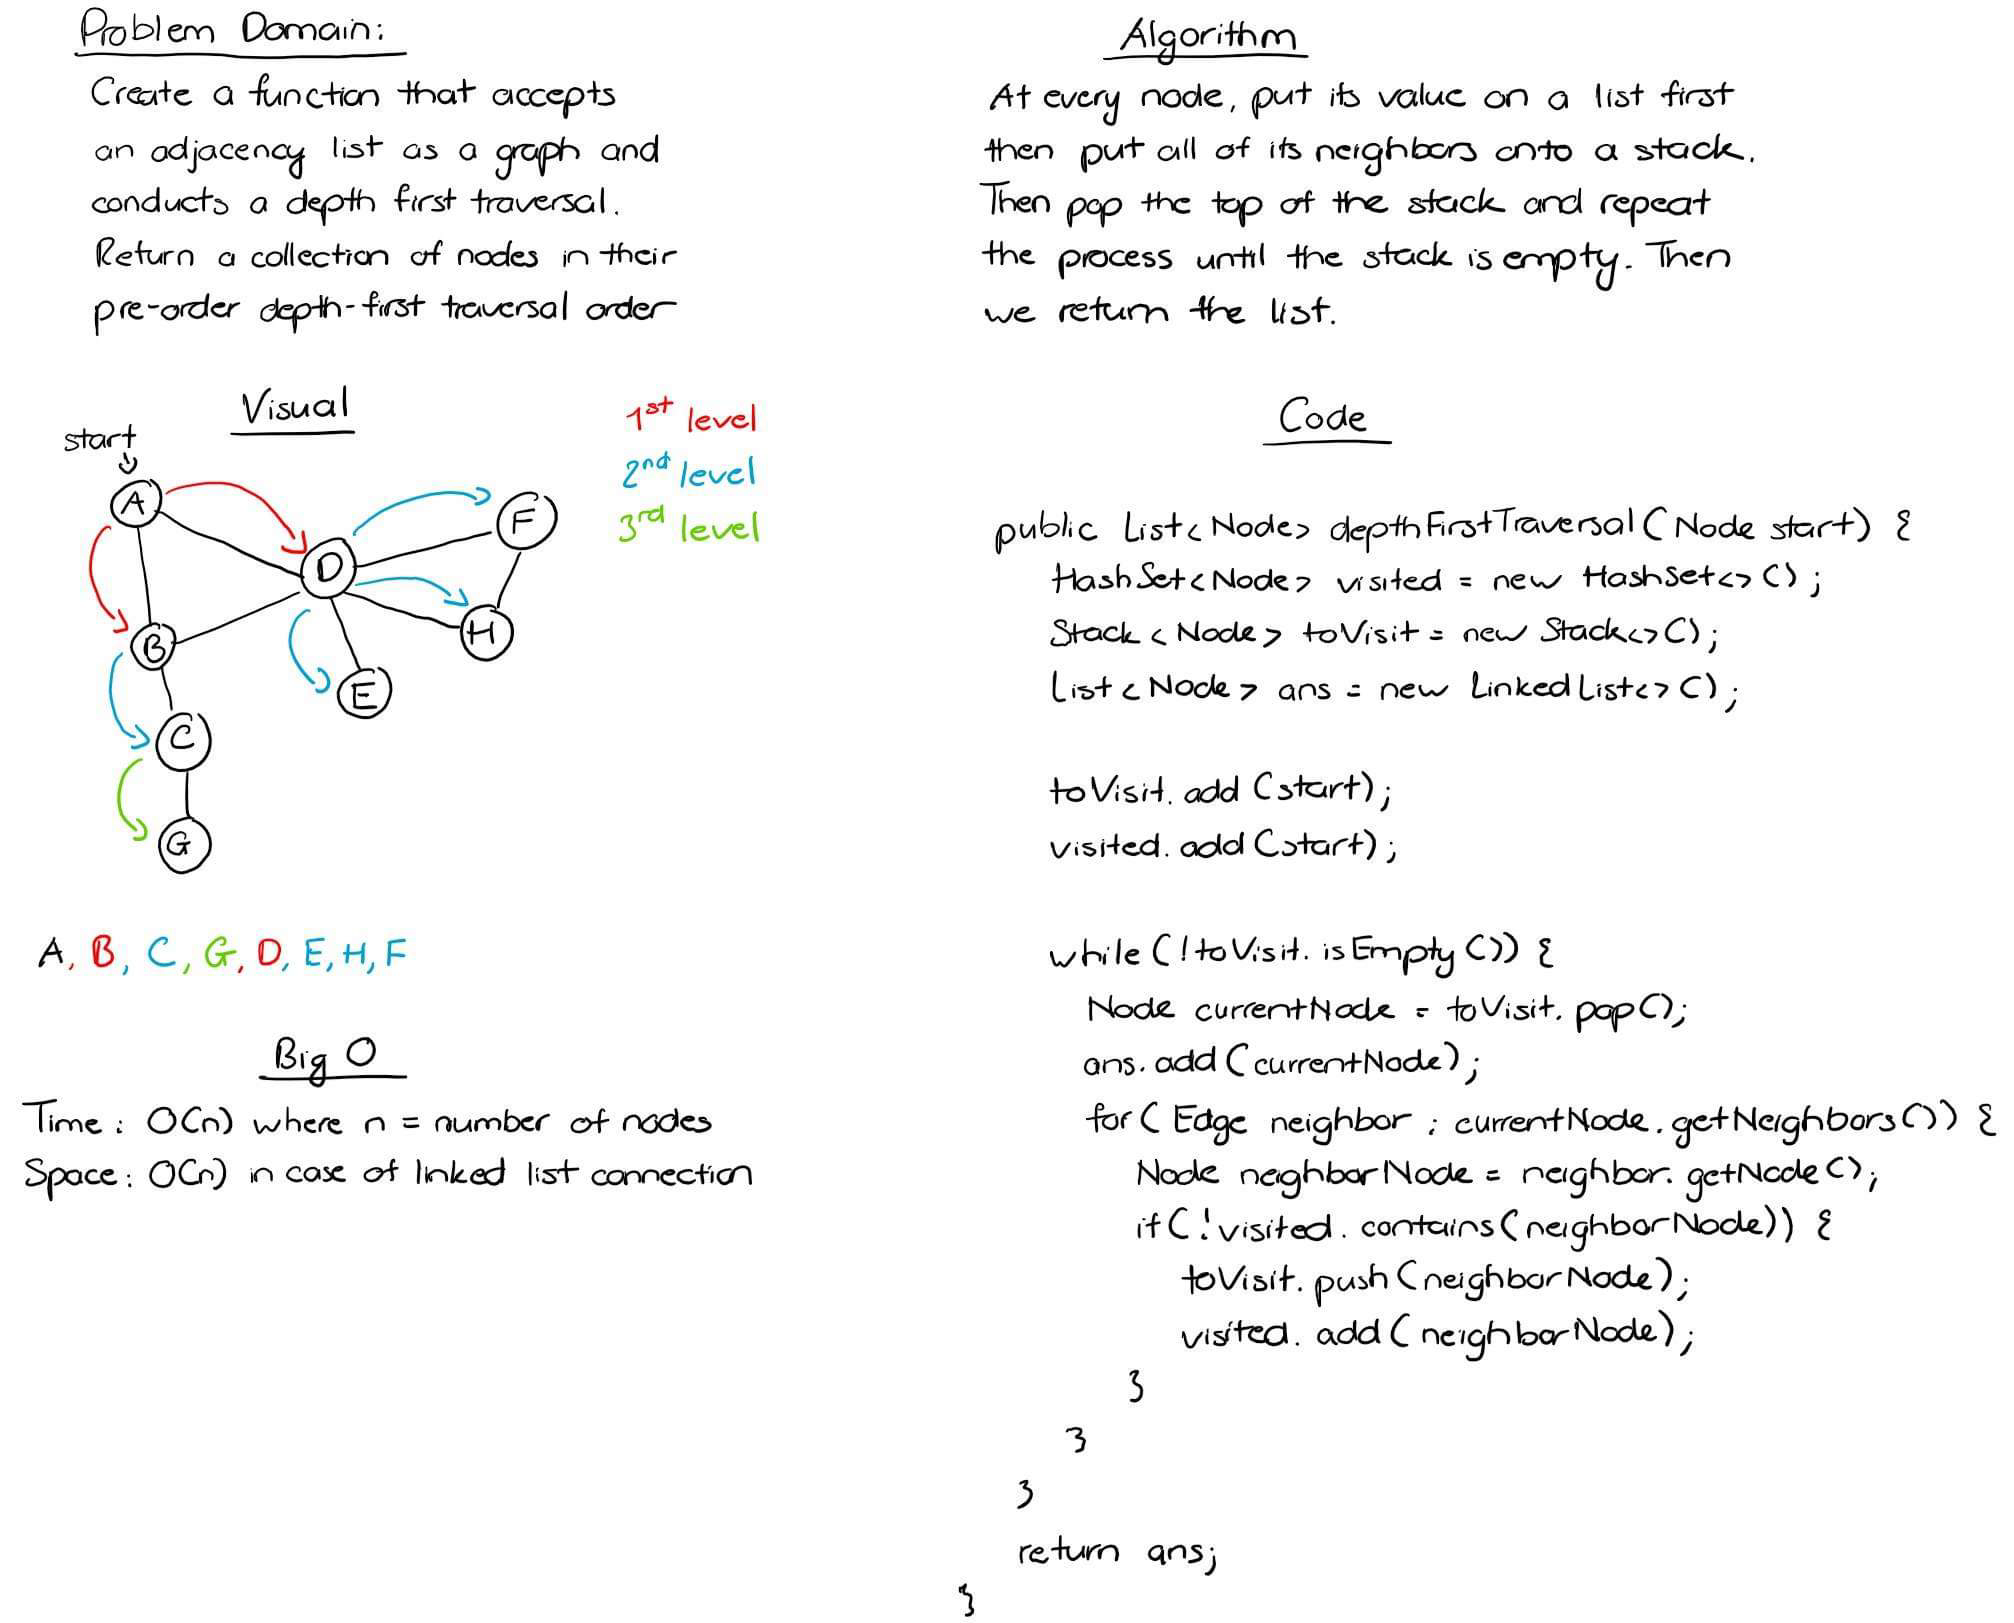 Problem Domain:
Create a function that accepts
an adjacency list as a graph and
conducts a depth first traversal.
Return a collection of nodes in their
pre-order depth-first traversal order
Visual
start
1st level
2nd level
3rd level
A
F
D
B
H
E
C
G
A, B, C, G, D, E, H, F
Big O
Time: O(n) where n = number of nodes
Space: O(n) in case of linked list connection
Algorithm
At every node, put its value on a list first
then put all of its neighbors onto a stack.
Then pop the top of the stack and repeat
the process until the stack is empty. Then
we return the list.
Code
public List<Node> depthFirstTraversal(Node start) {
HashSet<Node> visited = new HashSet<>();
Stack<Node> toVisit = new Stack<>();
List<Node> ans = new LinkedList<>();
toVisit.add(start);
visited.add(start);
while(!toVisit.isEmpty()) {
Node currentNode = toVisit.pop();
ans.add(currentNode);
for(Edge neighbor : currentNode.getNeighbors()) {
Node neighborNode = neighbor.getNode();
if(!visited.contains(neighborNode)) {
toVisit.push(neighborNode);
visited.add(neighborNode);
}
}
}
return ans;
}